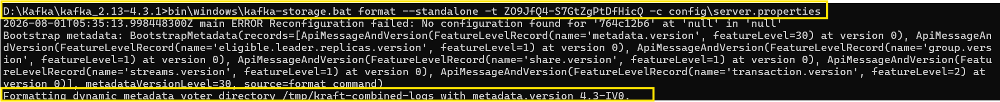 D:\Kafka\kafka_2.13-4.3.1>bin\windows\kafka-storage.bat format --standalone -t ZO9JfQ4-S7GtZgPtDfHicQ -c config\server.properties
2026-08-01T05:35:13.998448300Z main ERROR Reconfiguration failed: No configuration found for '764c12b6' at 'null' in 'null'
Bootstrap metadata: BootstrapMetadata(records=[ApiMessageAndVersion(FeatureLevelRecord(name='metadata.version', featureLevel=30) at version 0), ApiMessageAn
dVersion(FeatureLevelRecord(name='eligible.leader.replicas.version', featureLevel=1) at version 0), ApiMessageAndVersion(FeatureLevelRecord(name='group.vers
ion', featureLevel=1) at version 0), ApiMessageAndVersion(FeatureLevelRecord(name='share.version', featureLevel=1) at version 0), ApiMessageAndVersion(Featu
reLevelRecord(name='streams.version', featureLevel=1) at version 0), ApiMessageAndVersion(FeatureLevelRecord(name='transaction.version', featureLevel=2) at
version 0)], metadataVersionLevel=30, source=format command)
Formatting dynamic metadata voter directory /tmp/kraft-combined-logs with metadata.version 4.3-IV0.